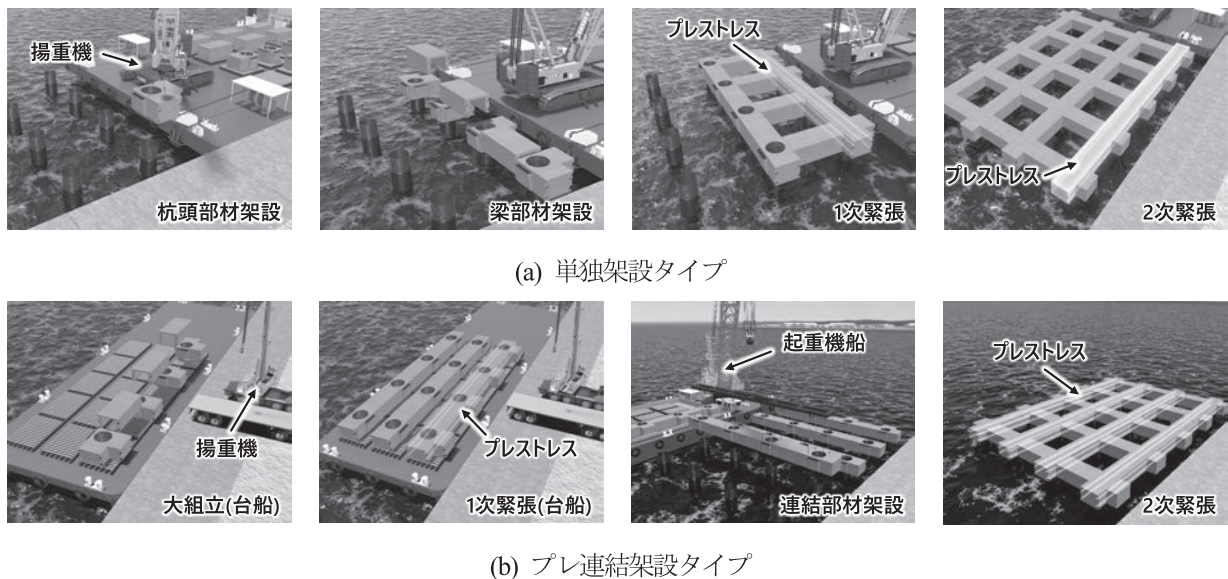 揚重機
杭頭部材架設
梁部材架設
プレストレス
1次緊張
プレストレス
2次緊張
(a) 単独架設タイプ
揚重機
大組立(台船)
プレストレス
1次緊張(台船)
起重機船
連結部材架設
プレストレス
2次緊張
(b) プレ連結架設タイプ